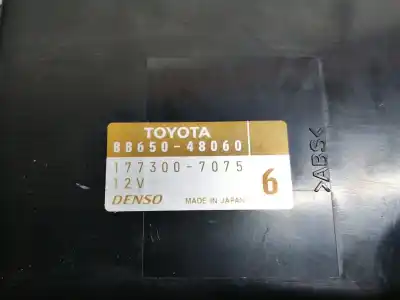 TOYOTA
88650-48060
177300-7075
12V
6
DENSO MADE IN JAPAN
>ABS<